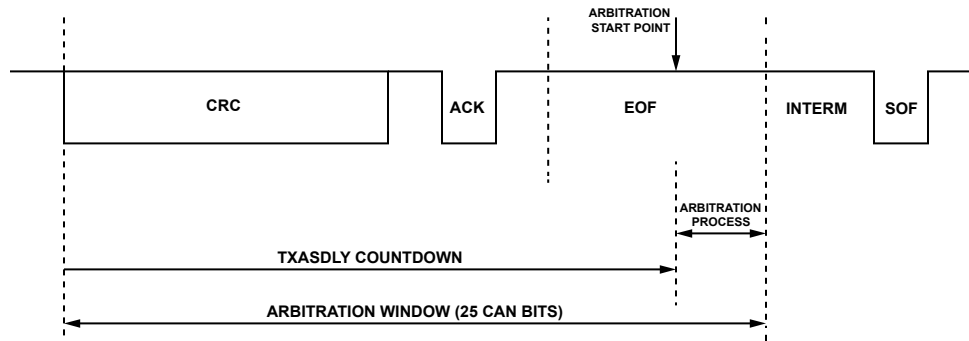 ARBITRATION
START POINT
CRC
ACK
EOF
INTERM
SOF
ARBITRATION
PROCESS
TXASDLY COUNTDOWN
ARBITRATION WINDOW (25 CAN BITS)